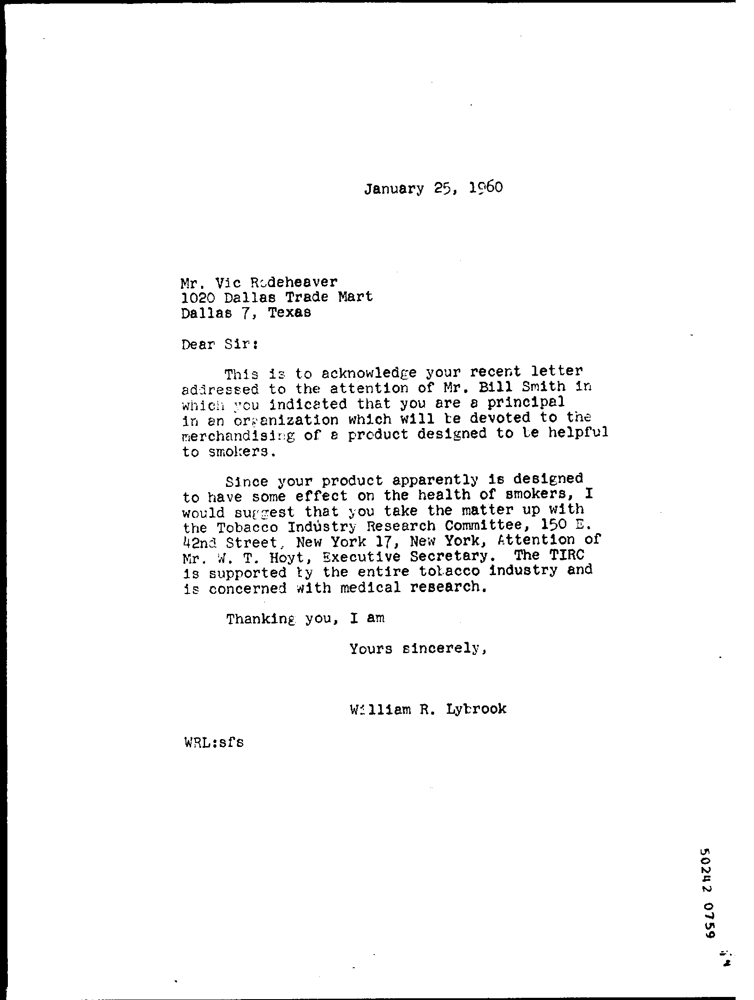 January 25, 1960
Mr. Vic Rodeheaver
1020 Dallas Trade Mart
Dallas 7, Texas
Dear Sir:
This is to acknowledge your recent letter
addressed to the attention of Mr. Bill Smith in
which you indicated that you are a principal
in an organization which will be devoted to the
merchandising of a product designed to be helpful
to smokers.
Since your product apparently is designed
to have some effect on the health of smokers, I
would suggest that you take the matter up with
the Tobacco Industry Research Committee, 150 E.
42nd Street, New York 17, New York, Attention of
Mr. W. T. Hoyt, Executive Secretary. The TIRC
is supported by the entire tobacco industry and
is concerned with medical research.
Thanking you, I am
Yours sincerely,
William R. Lybrook
WRL:sfs
50242 0759